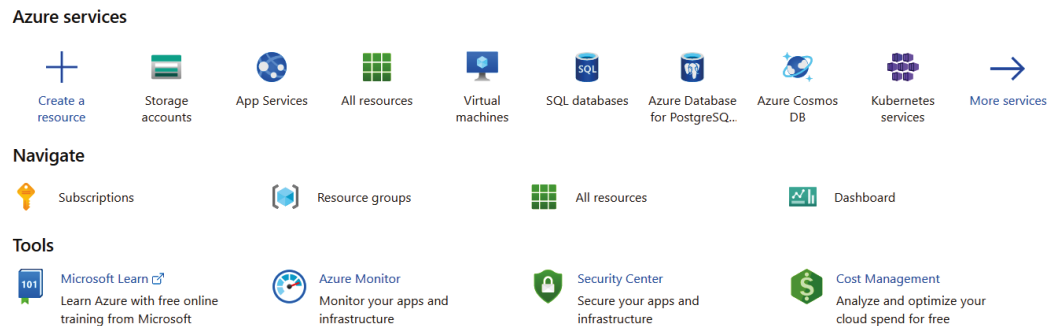 Azure services
SQL
Create a resource
Storage accounts
App Services
All resources
Virtual machines
SQL databases
Azure Database for PostgreSQ...
Azure Cosmos DB
Kubernetes services
More services
Navigate
Subscriptions
Resource groups
All resources
Dashboard
Tools
101
Microsoft Learn
Learn Azure with free online
training from Microsoft
Azure Monitor
Monitor your apps and
infrastructure
Security Center
Secure your apps and
infrastructure
$
Cost Management
Analyze and optimize your
cloud spend for free